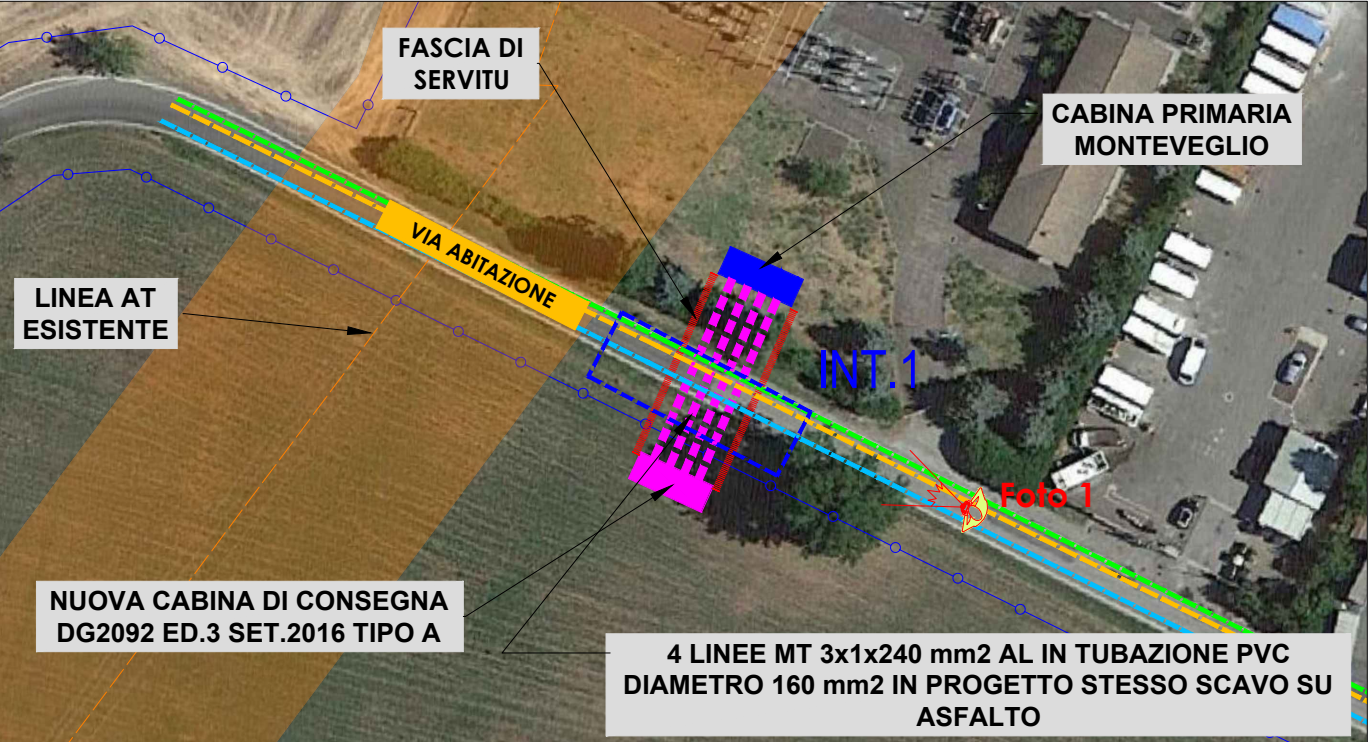 FASCIA DI
SERVITU
CABINA PRIMARIA
MONTEVEGLIO
VIA ABITAZIONE
LINEA AT
ESISTENTE
INT.1
Foto 1
NUOVA CABINA DI CONSEGNA
DG2092 ED.3 SET.2016 TIPO A
4 LINEE MT 3x1x240 mm2 AL IN TUBAZIONE PVC
DIAMETRO 160 mm2 IN PROGETTO STESSO SCAVO SU
ASFALTO